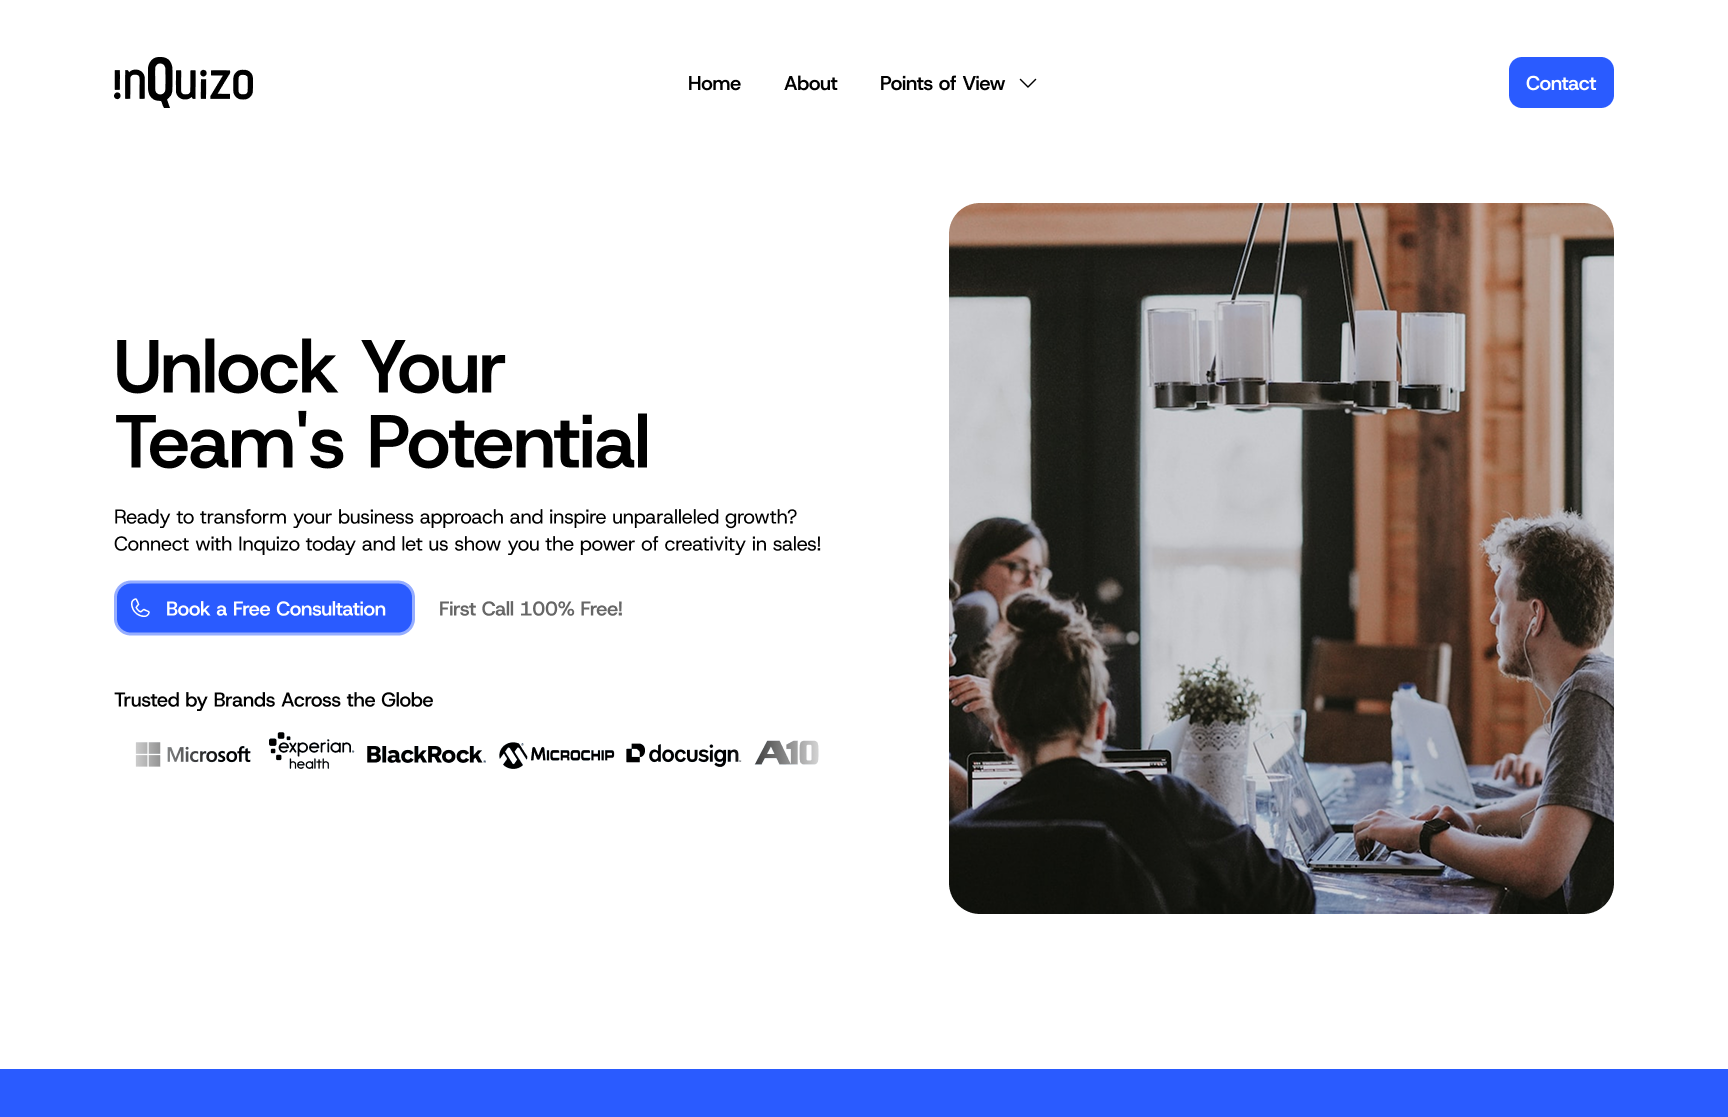 !nQuizo
Home
About
Points of View
Contact
Unlock Your
Team's Potential
Ready to transform your business approach and inspire unparalleled growth?
Connect with Inquizo today and let us show you the power of creativity in sales!
Book a Free Consultation
First Call 100% Free!
Trusted by Brands Across the Globe
Microsoft
experian.
health
BlackRock.
MICROCHIP
docusign
A10